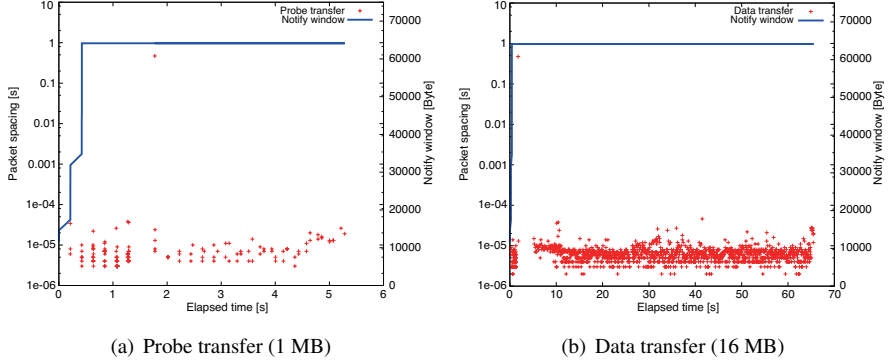 Probe transfer
Notify window
10
1
0.1
0.01
0.001
1e-04
1e-05
1e-06
Packet spacing [s]
0
1
2
3
4
5
6
Elapsed time [s]
70000
60000
50000
40000
30000
20000
10000
0
Notify window [Byte]
(a) Probe transfer (1 MB)
Data transfer
Notify window
10
1
0.1
0.01
0.001
1e-04
1e-05
1e-06
Packet spacing [s]
0
10
20
30
40
50
60
70
Elapsed time [s]
70000
60000
50000
40000
30000
20000
10000
0
Notify window [Byte]
(b) Data transfer (16 MB)